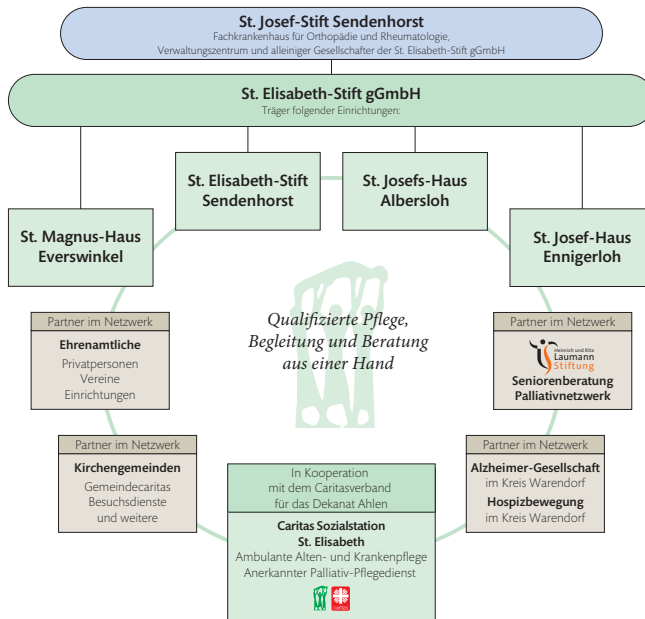 St. Josef-Stift Sendenhorst
Fachkrankenhaus für Orthopädie und Rheumatologie,
Verwaltungszentrum und alleiniger Gesellschafter der St. Elisabeth-Stift gGmbH
St. Elisabeth-Stift gGmbH
Träger folgender Einrichtungen:
St. Elisabeth-Stift
Sendenhorst
St. Josefs-Haus
Albersloh
St. Magnus-Haus
Everswinkel
St. Josef-Haus
Ennigerloh
Qualifizierte Pflege,
Begleitung und Beratung
aus einer Hand
Partner im Netzwerk
Ehrenamtliche
Privatpersonen
Vereine
Einrichtungen
Partner im Netzwerk
Heinrich und Rita
Laumann
Stiftung
Seniorenberatung
Palliativnetzwerk
Partner im Netzwerk
Kirchengemeinden
Gemeindecaritas
Besuchsdienste
und weitere
In Kooperation
mit dem Caritasverband
für das Dekanat Ahlen
Caritas Sozialstation
St. Elisabeth
Ambulante Alten- und Krankenpflege
Anerkannter Palliativ-Pflegedienst
caritas
Partner im Netzwerk
Alzheimer-Gesellschaft
im Kreis Warendorf
Hospizbewegung
im Kreis Warendorf